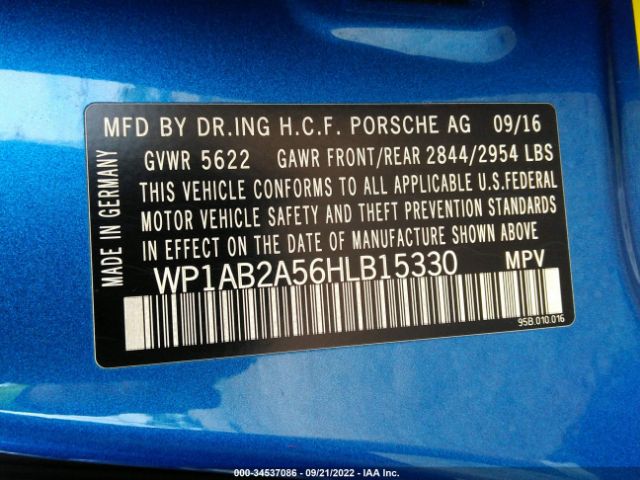 MFD BY DR.ING H.C.F. PORSCHE AG 09/16
GVWR 5622 GAWR FRONT/REAR 2844/2954 LBS
THIS VEHICLE CONFORMS TO ALL APPLICABLE U.S.FEDERAL
MOTOR VEHICLE SAFETY AND THEFT PREVENTION STANDARDS
IN EFFECT ON THE DATE OF MANUFACTURE SHOWN ABOVE
WP1AB2A56HLB15330 MPV
95B.010.016
MADE IN GERMANY
000-34537086 - 09/21/2022 - IAA Inc.